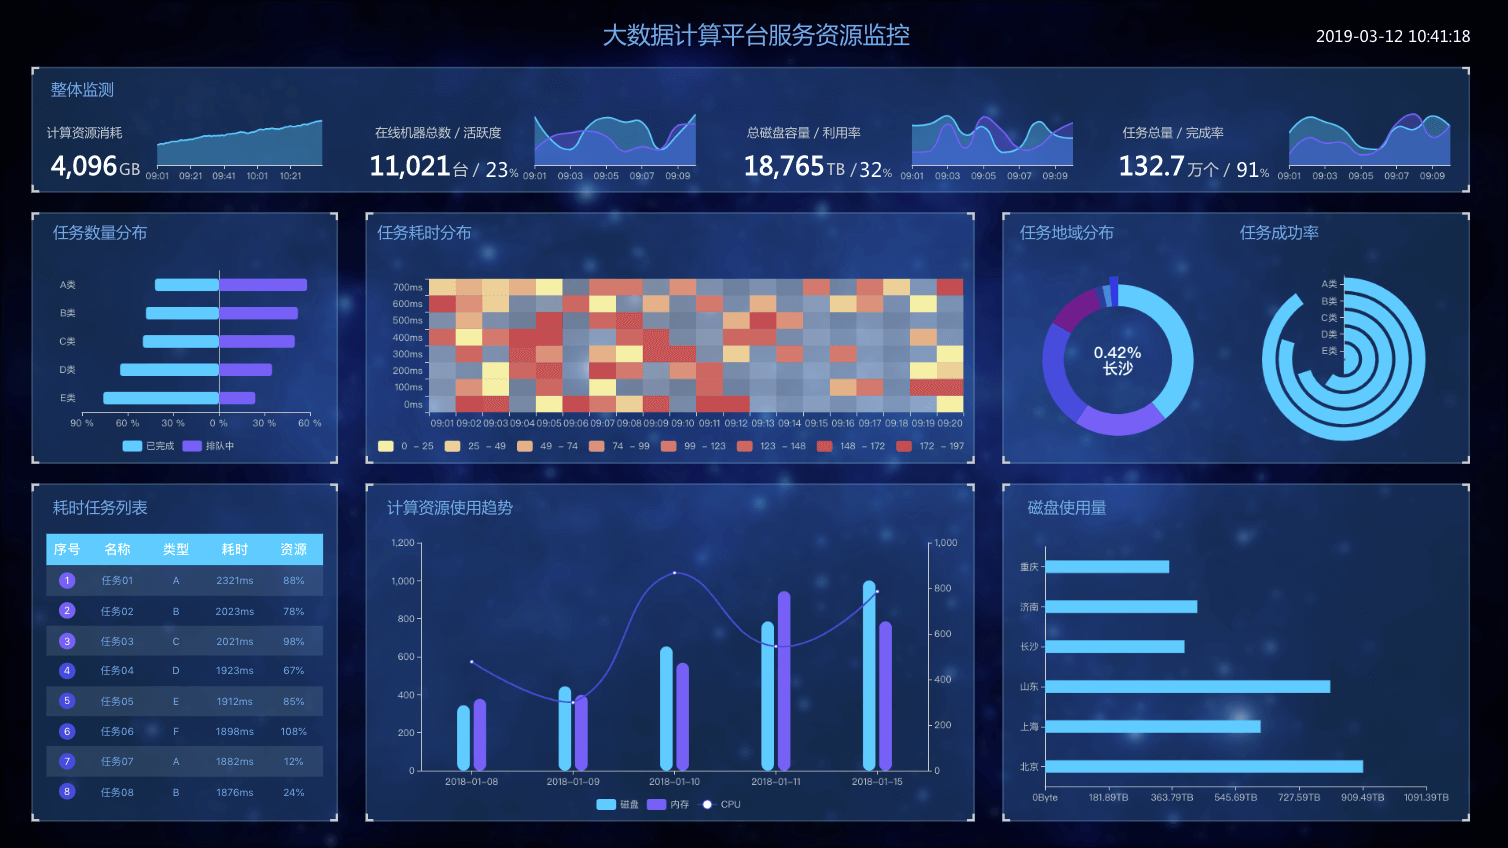 大数据计算平台服务资源监控
2019-03-12 10:41:18
整体监测
计算资源消耗
4,096GB
09:01 09:21 09:41 10:01 10:21
在线机器总数 / 活跃度
11,021台 / 23%
09:01 09:03 09:05 09:07 09:09
总磁盘容量 / 利用率
18,765TB / 32%
09:01 09:03 09:05 09:07 09:09
任务总量 / 完成率
132.7万个 / 91%
09:01 09:03 09:05 09:07 09:09
任务数量分布
A类
B类
C类
D类
E类
90 % 60 % 30 % 0 % 30 % 60 %
已完成 排队中
任务耗时分布
700ms
600ms
500ms
400ms
300ms
200ms
100ms
0ms
09:01 09:02 09:03 09:04 09:05 09:06 09:07 09:08 09:09 09:10 09:11 09:12 09:13 09:14 09:15 09:16 09:17 09:18 09:19 09:20
0 - 25 25 - 49 49 - 74 74 - 99 99 - 123 123 - 148 148 - 172 172 - 197
任务地域分布
0.42%
长沙
任务成功率
A类
B类
C类
D类
E类
耗时任务列表
序号 名称 类型 耗时 资源
1 任务01 A 2321ms 88%
2 任务02 B 2023ms 78%
3 任务03 C 2021ms 98%
4 任务04 D 1923ms 67%
5 任务05 E 1912ms 85%
6 任务06 F 1898ms 108%
7 任务07 A 1882ms 12%
8 任务08 B 1876ms 24%
计算资源使用趋势
1,200
1,000
800
600
400
200
0
1,000
800
600
400
200
0
2018-01-08 2018-01-09 2018-01-10 2018-01-11 2018-01-15
磁盘 内存 CPU
磁盘使用量
重庆
济南
长沙
山东
上海
北京
0Byte 181.89TB 363.79TB 545.69TB 727.59TB 909.49TB 1091.39TB